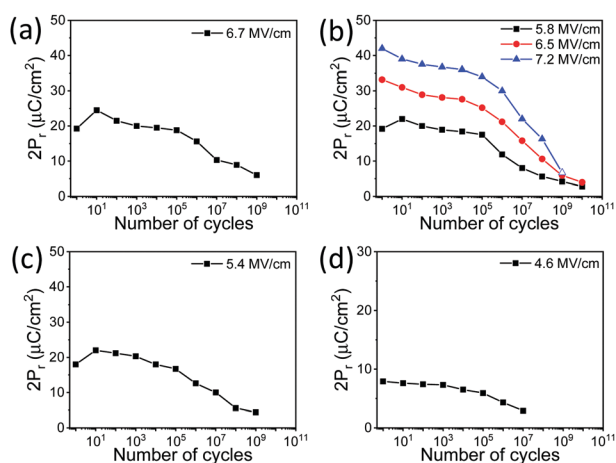 (a)
6.7 MV/cm
50
40
30
20
10
0
2Pr (μC/cm²)
10¹ 10³ 10⁵ 10⁷ 10⁹ 10¹¹
Number of cycles
(b)
5.8 MV/cm
6.5 MV/cm
7.2 MV/cm
50
40
30
20
10
0
2Pr (μC/cm²)
10¹ 10³ 10⁵ 10⁷ 10⁹ 10¹¹
Number of cycles
(c)
5.4 MV/cm
50
40
30
20
10
0
2Pr (μC/cm²)
10¹ 10³ 10⁵ 10⁷ 10⁹ 10¹¹
Number of cycles
(d)
4.6 MV/cm
30
20
10
0
2Pr (μC/cm²)
10¹ 10³ 10⁵ 10⁷ 10⁹ 10¹¹
Number of cycles